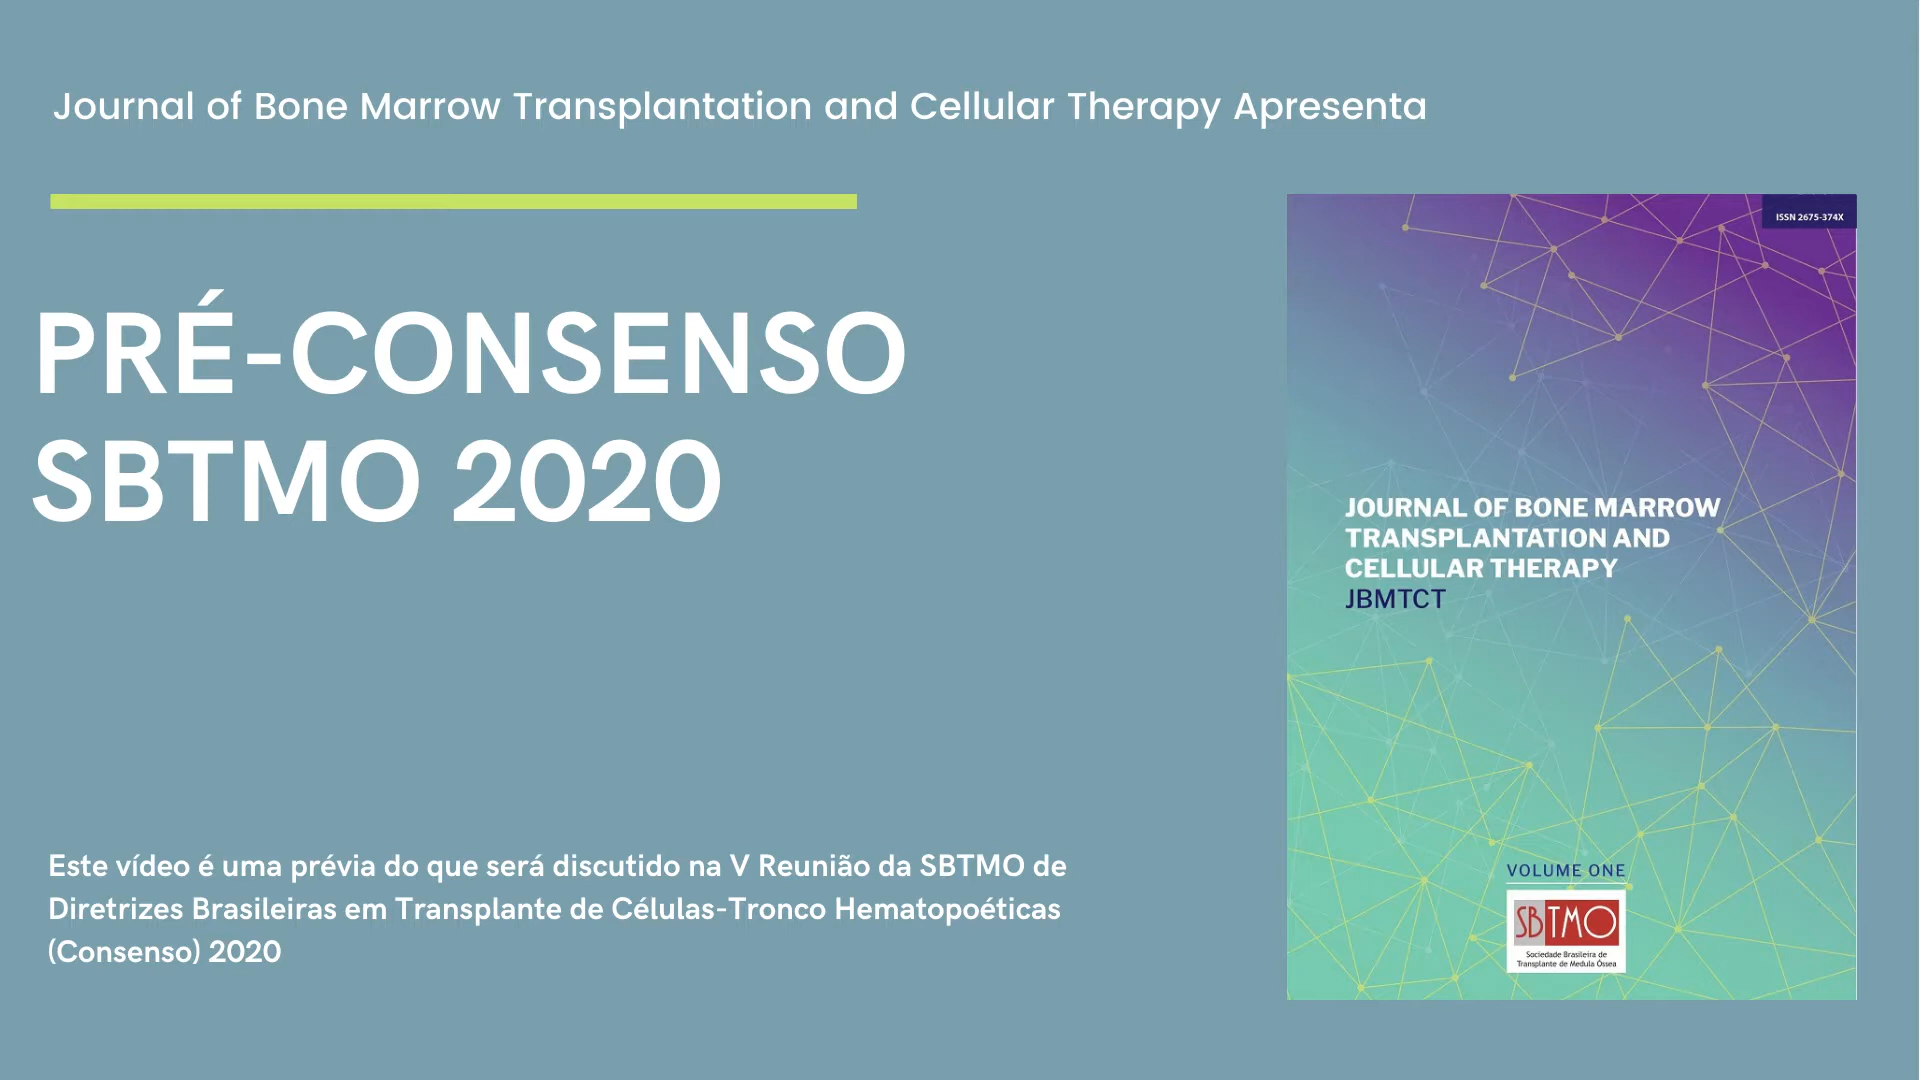 Journal of Bone Marrow Transplantation and Cellular Therapy Apresenta
PRÉ-CONSENSO
SBTMO 2020
Este vídeo é uma prévia do que será discutido na V Reunião da SBTMO de
Diretrizes Brasileiras em Transplante de Células-Tronco Hematopoéticas
(Consenso) 2020
ISSN 2675-374X
JOURNAL OF BONE MARROW
TRANSPLANTATION AND
CELLULAR THERAPY
JBMTCT
VOLUME ONE
SBTMO
Sociedade Brasileira de
Transplante de Medula Óssea